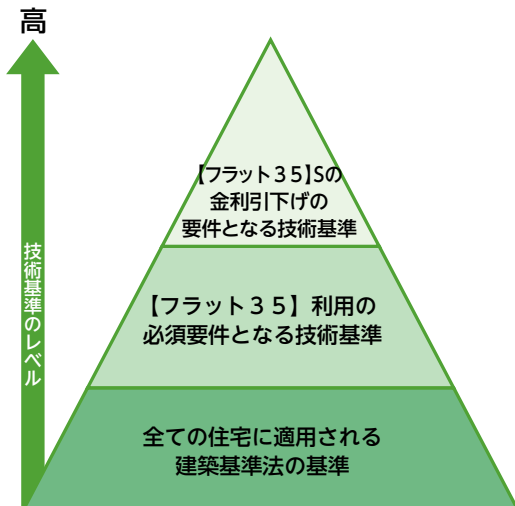 高
技術基準のレベル
【フラット３５】Sの
金利引下げの
要件となる技術基準
【フラット３５】利用の
必須要件となる技術基準
全ての住宅に適用される
建築基準法の基準